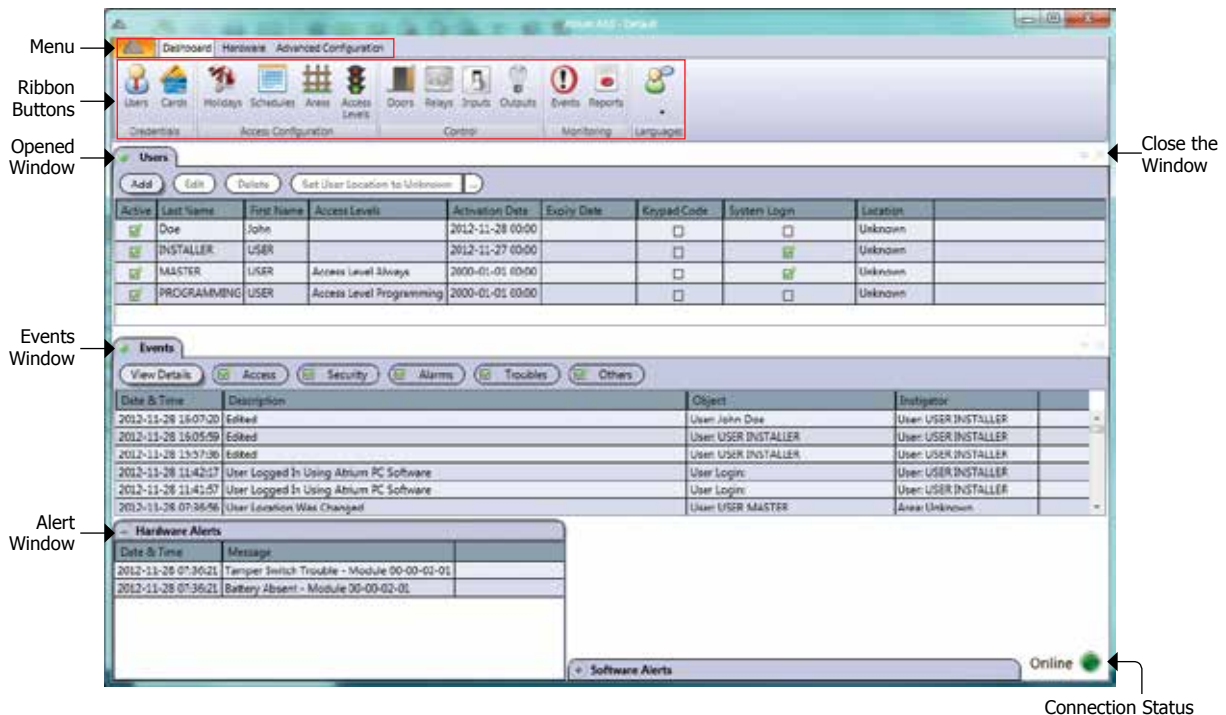 Atrium A50 - Default
Menu
Dashboard Hardware Advanced Configuration
Ribbon Buttons
Users Cards Holidays Schedules Areas Access Levels Doors Relays Inputs Outputs Events Reports
Credentials Access Configuration Control Monitoring Languages
Opened Window
Users
Close the Window
Add Edit Delete Set User Location to Unknown ...
Active Last Name First Name Access Levels Activation Date Expiry Date Keypad Code System Login Location
Doe John 2012-11-28 00:00 Unknown
INSTALLER USER 2012-11-27 00:00 Unknown
MASTER USER Access Level Always 2000-01-01 00:00 Unknown
PROGRAMMING USER Access Level Programming 2000-01-01 00:00 Unknown
Events Window
Events
View Details Access Security Alarms Troubles Others
Date & Time Description Object Instigator
2012-11-28 16:07:20 Edited User: John Doe User: USER INSTALLER
2012-11-28 16:05:59 Edited User: USER INSTALLER User: USER INSTALLER
2012-11-28 15:57:36 Edited User: USER INSTALLER User: USER INSTALLER
2012-11-28 11:42:17 User Logged In Using Atrium PC Software User Login: User: USER INSTALLER
2012-11-28 11:41:57 User Logged In Using Atrium PC Software User Login: User: USER INSTALLER
2012-11-28 07:36:56 User Location Was Changed User: USER MASTER Area: Unknown
Alert Window
Hardware Alerts
Date & Time Message
2012-11-28 07:36:21 Tamper Switch Trouble - Module 00-00-02-01
2012-11-28 07:36:21 Battery Absent - Module 00-00-02-01
Software Alerts
Online
Connection Status